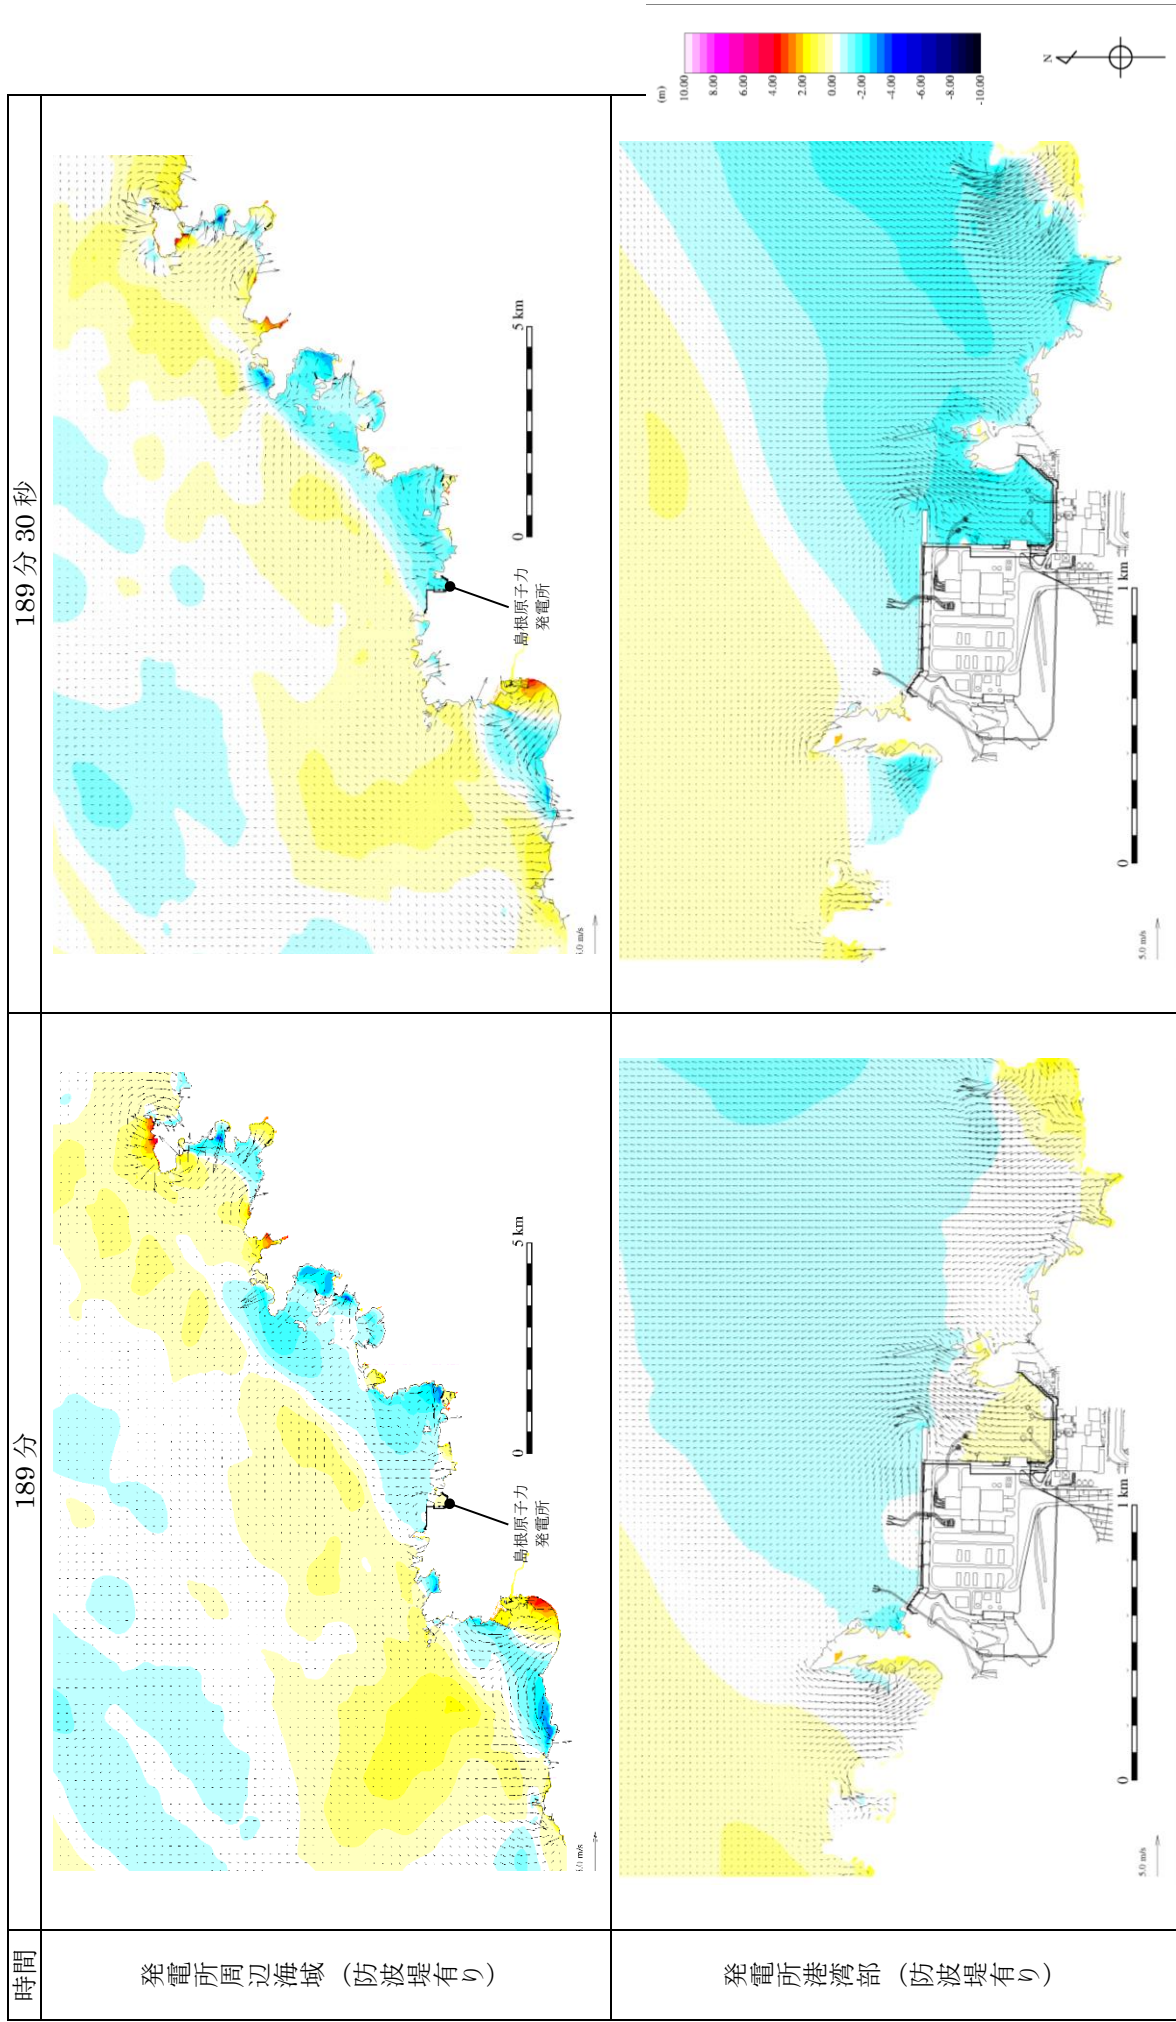 時間
189分
189分30秒
発電所周辺海域（防波堤有り）
島根原子力
発電所
0
5 km
島根原子力
発電所
0
5 km
5.0 m/s
発電所港湾部（防波堤有り）
0
1 km
5.0 m/s
0
1 km
5.0 m/s
(m)
10.00
8.00
6.00
4.00
2.00
0.00
-2.00
-4.00
-6.00
-8.00
-10.00
N